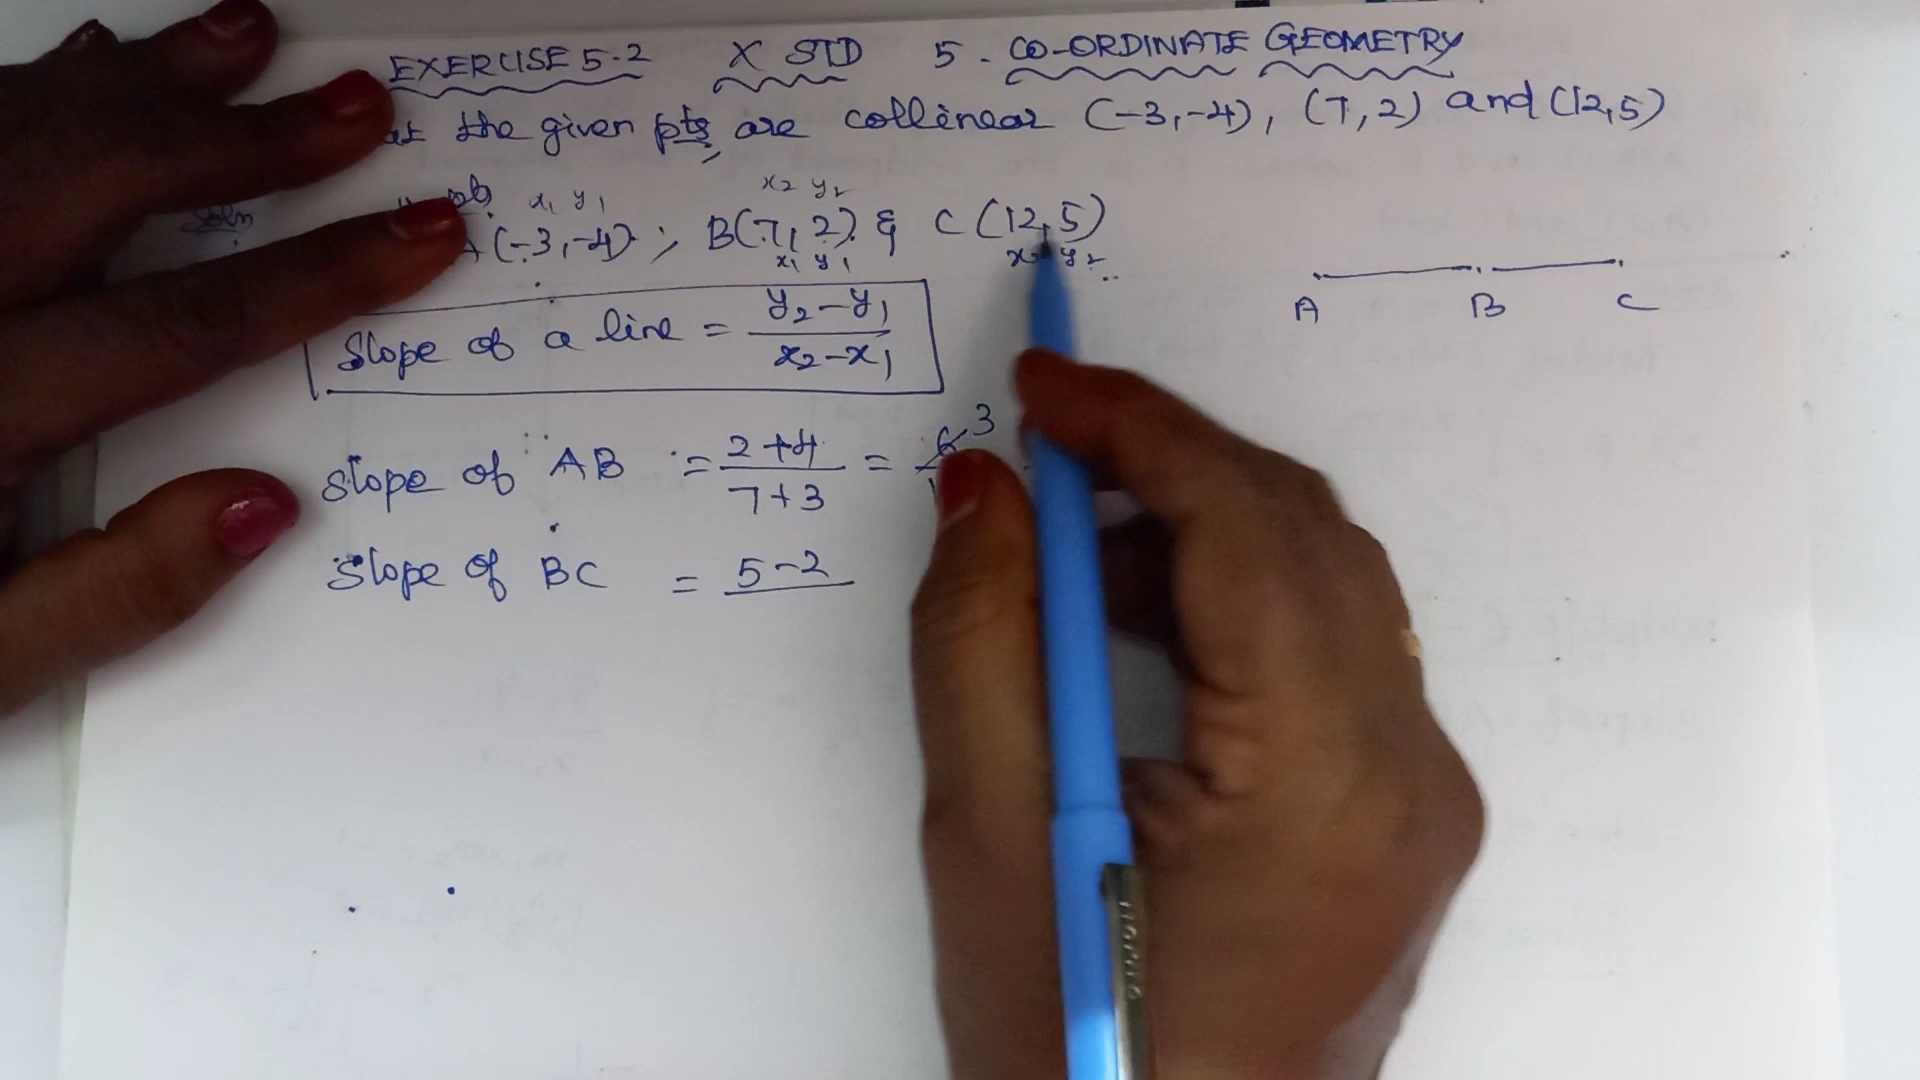 EXERCISE 5.2 X STD 5. CO-ORDINATE GEOMETRY
at the given pts, are collinear (-3,-4), (7,2) and (12,5)
x1 y1 x2 y2
Soln A(-3,-4); B(7,2) & C(12,5)
x1 y1 x2 y2
A B C
Slope of a line = y2-y1 / x2-x1
Slope of AB = 2+4 / 7+3 = 6 3
Slope of BC = 5-2